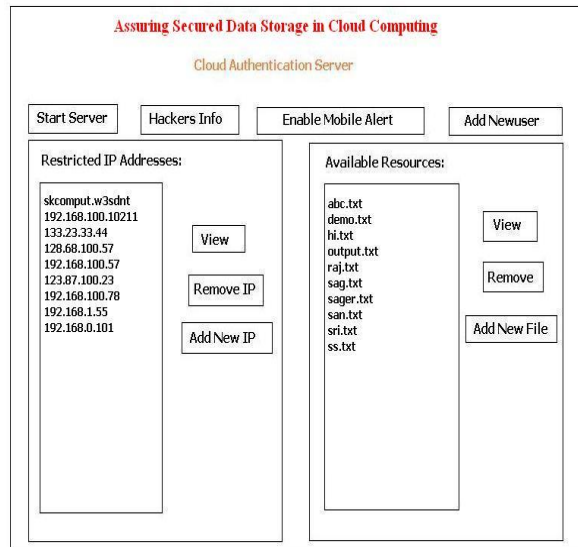 Assuring Secured Data Storage in Cloud Computing
Cloud Authentication Server
Start Server
Hackers Info
Enable Mobile Alert
Add Newuser
Restricted IP Addresses:
skcomput.w3sdnt
192.168.100.10211
133.23.33.44
128.68.100.57
192.168.100.57
123.87.100.23
192.168.100.78
192.168.1.55
192.168.0.101
View
Remove IP
Add New IP
Available Resources:
abc.txt
demo.txt
hi.txt
output.txt
raj.txt
sag.txt
sager.txt
san.txt
sri.txt
ss.txt
View
Remove
Add New File